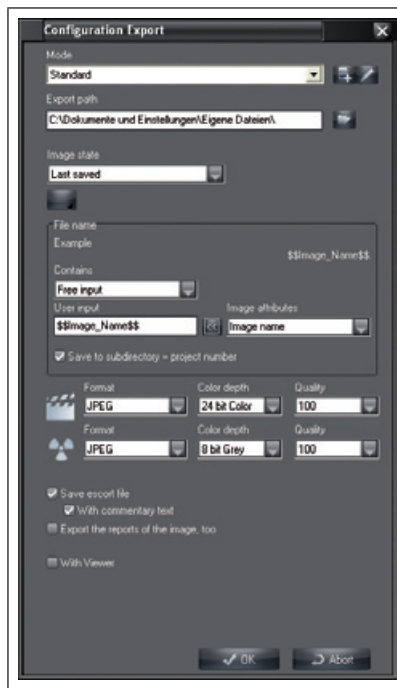 Configuration Export
Mode
Standard
Export path
C:\Dokumente und Einstellungen\Eigene Dateien\
Image state
Last saved
File name
Example
$$Image_Name$$
Contains
Free input
User input Image attributes
$$Image_Name$$ Image name
Save to subdirectory = project number
Format Color depth Quality
JPEG 24 bit Color 100
Format Color depth Quality
JPEG 8 bit Grey 100
Save escort file
With commentary text
Export the reports of the image, too
With Viewer
OK Abort